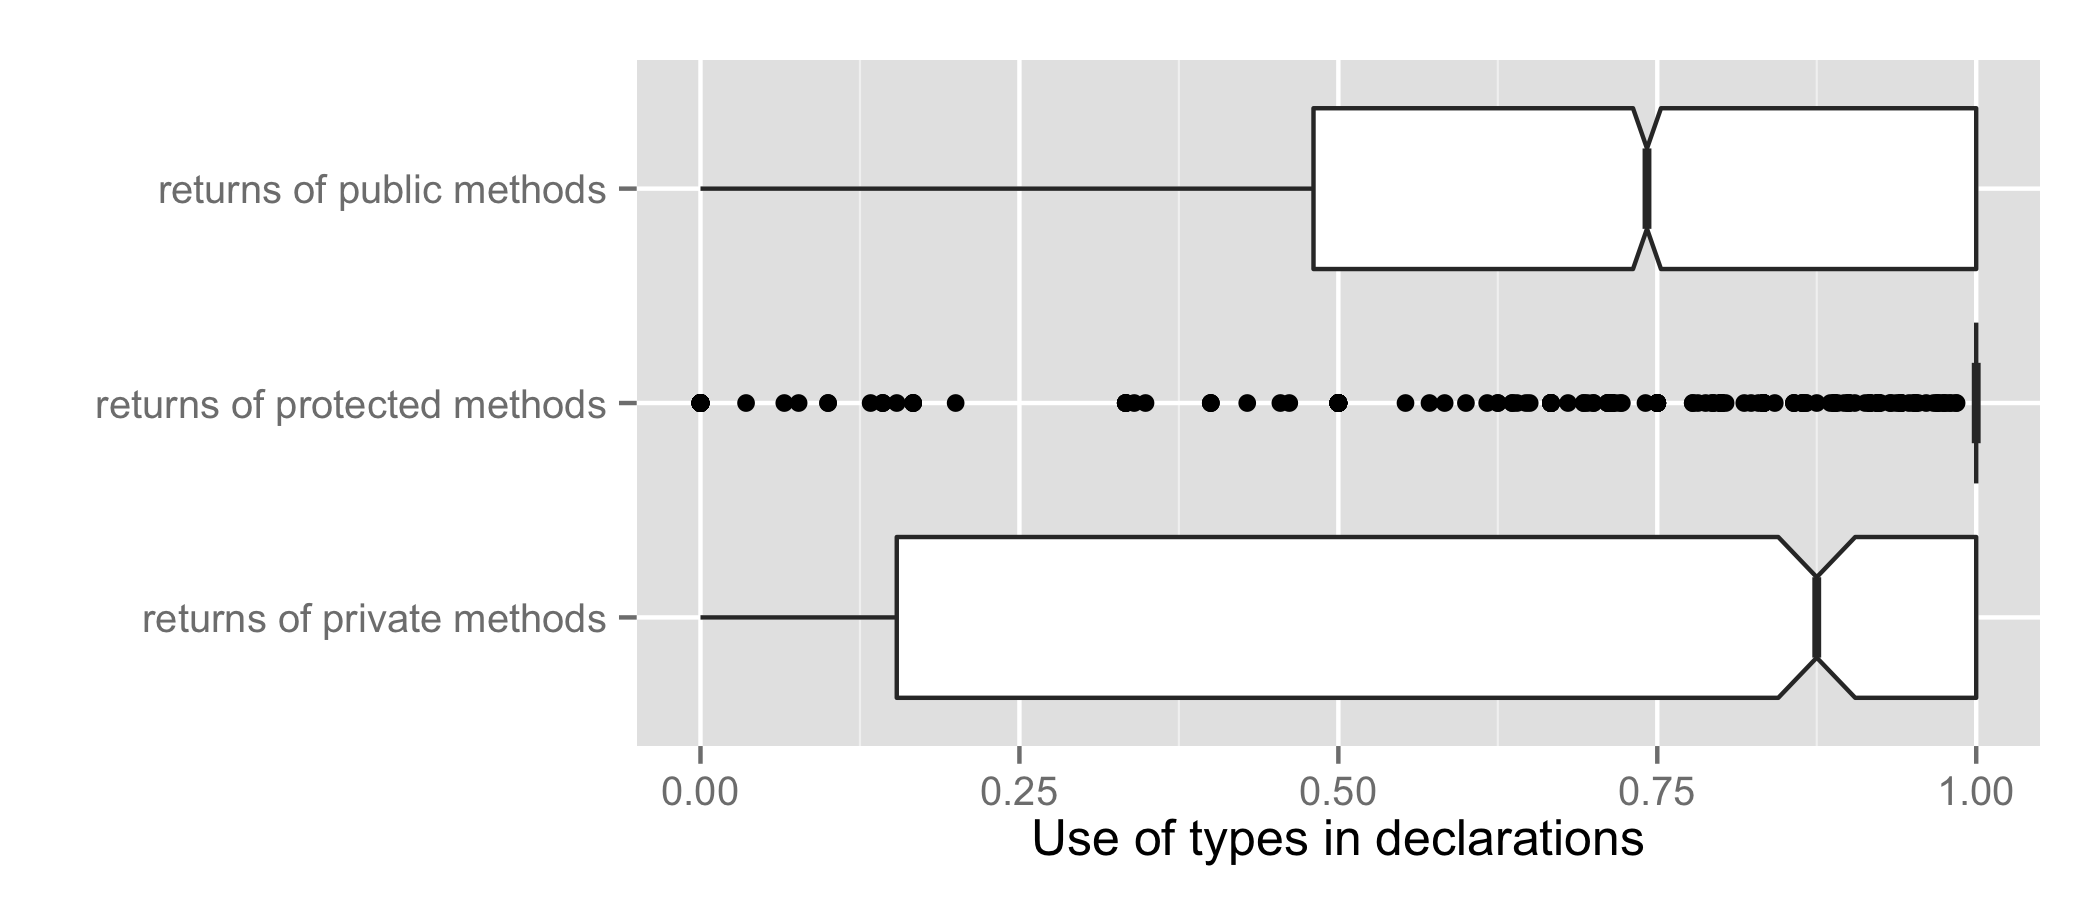 returns of public methods
returns of protected methods
returns of private methods
0.00 0.25 0.50 0.75 1.00
Use of types in declarations